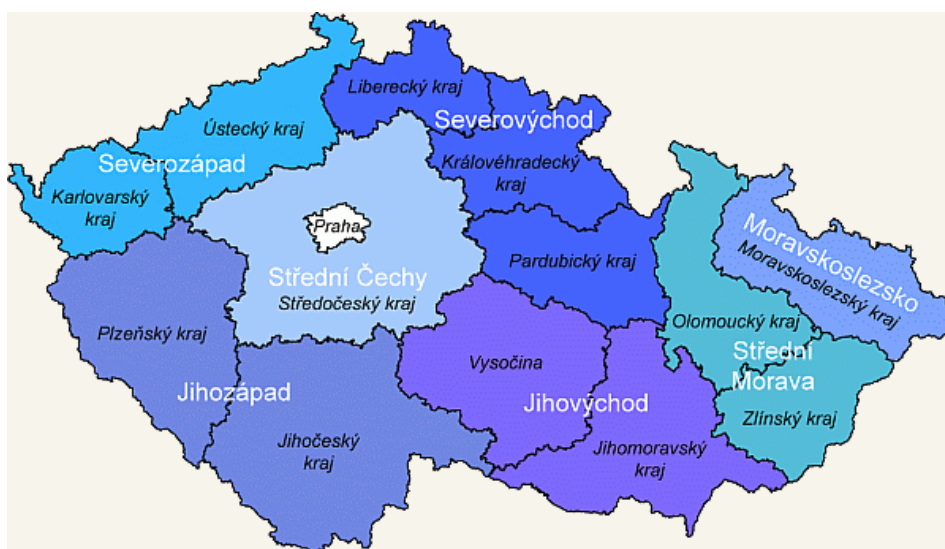 Liberecký kraj
Severovýchod
Ústecký kraj
Severozápad
Královéhradecký
kraj
Karlovarský
kraj
Praha
Moravskoslezsko
Moravskoslezský kraj
Pardubický kraj
Střední Čechy
Středočeský kraj
Plzeňský kraj
Olomoucký kraj
Střední
Morava
Vysočina
Jihozápad
Jihovýchod
Zlínský kraj
Jihočeský
kraj
Jihomoravský
kraj